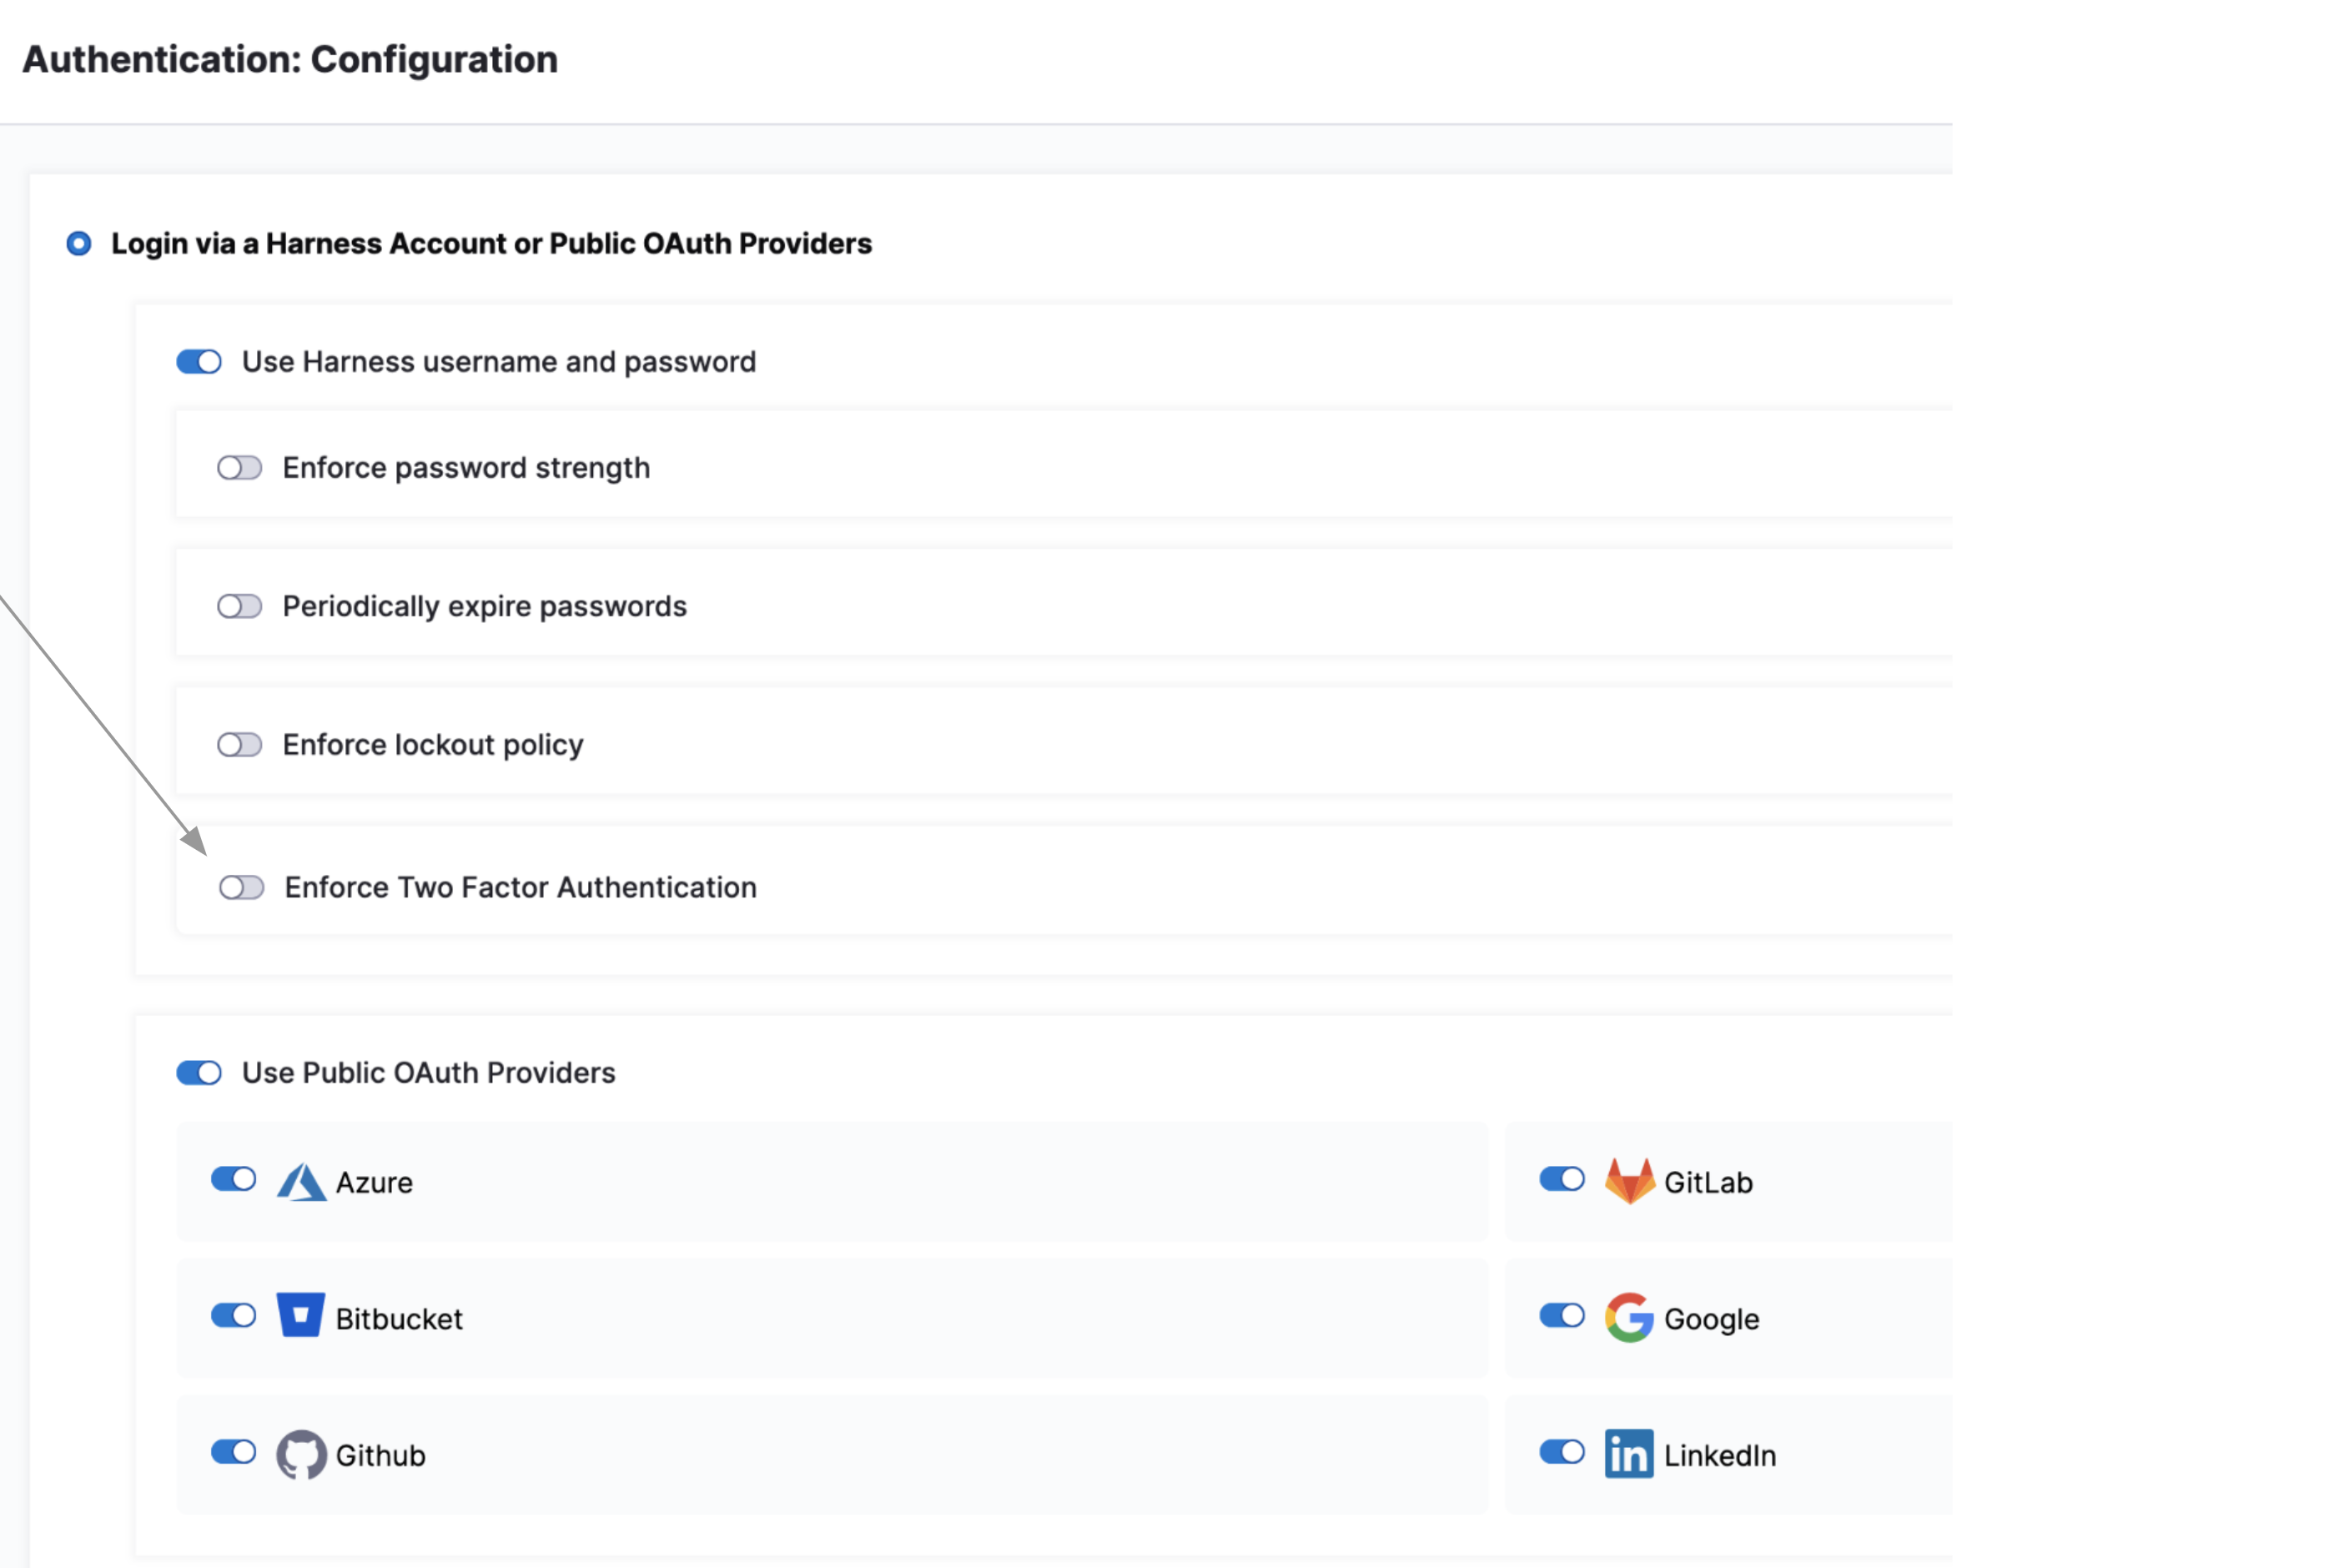 Authentication: Configuration
Login via a Harness Account or Public OAuth Providers
Use Harness username and password
Enforce password strength
Periodically expire passwords
Enforce lockout policy
Enforce Two Factor Authentication
Use Public OAuth Providers
Azure
GitLab
Bitbucket
Google
Github
LinkedIn